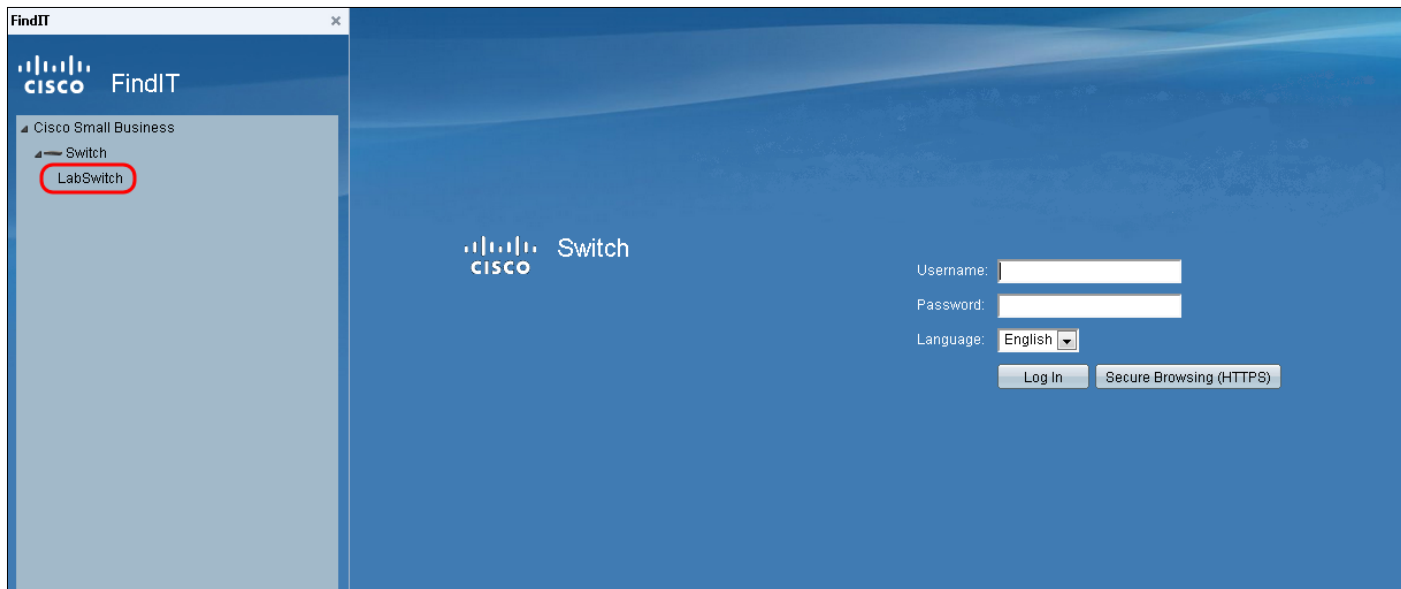 FindIT
CISCO FindIT
Cisco Small Business
Switch
LabSwitch
CISCO Switch
Username:
Password:
Language: English
Log In Secure Browsing (HTTPS)